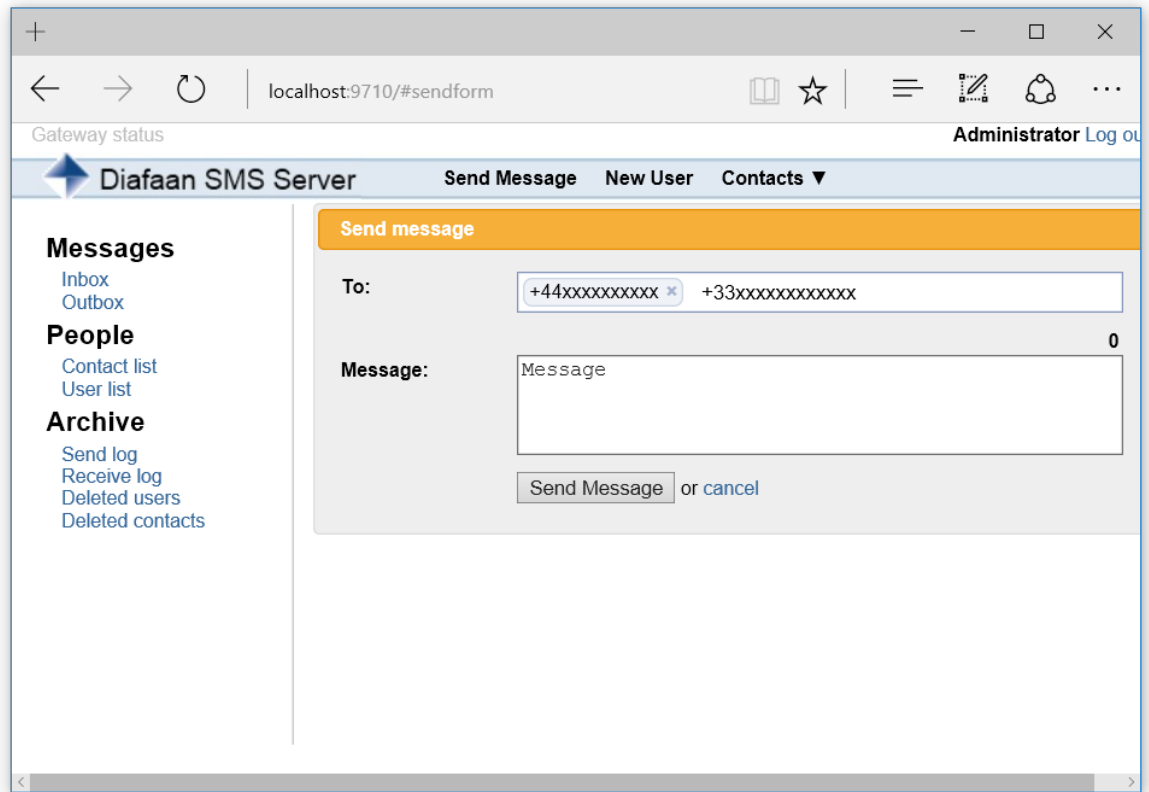 localhost:9710/#sendform
Gateway status
Administrator Log ou
Diafaan SMS Server Send Message New User Contacts ▼
Messages
Inbox
Outbox
People
Contact list
User list
Archive
Send log
Receive log
Deleted users
Deleted contacts
Send message
To: +44xxxxxxxxxx × +33xxxxxxxxxxxx
0
Message: Message
Send Message or cancel